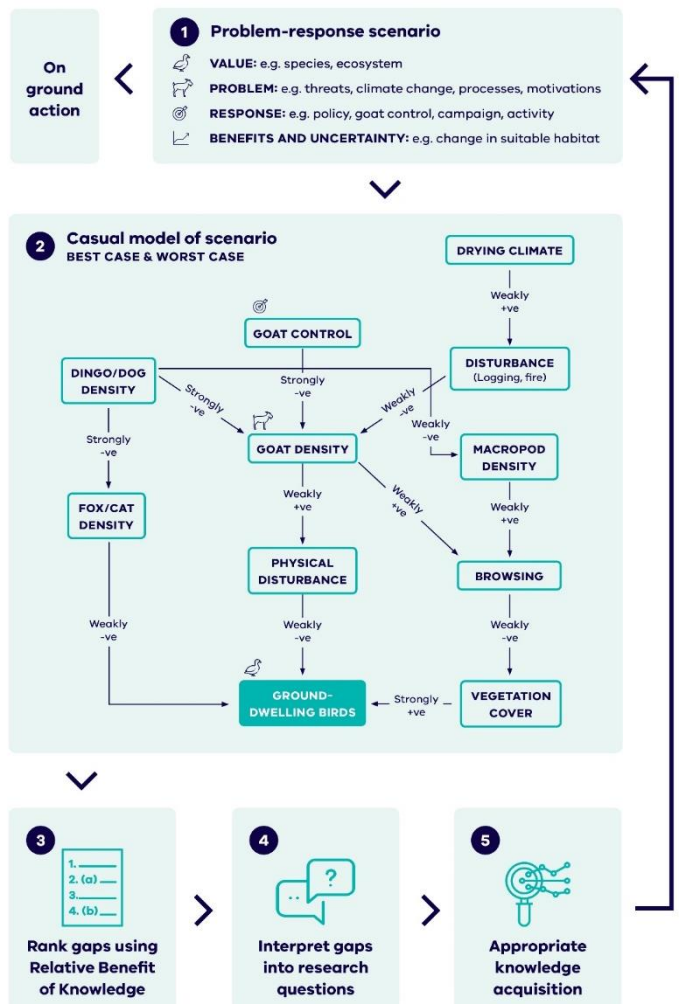 On
ground
action
1 Problem-response scenario
VALUE: e.g. species, ecosystem
PROBLEM: e.g. threats, climate change, processes, motivations
RESPONSE: e.g. policy, goat control, campaign, activity
BENEFITS AND UNCERTAINTY: e.g. change in suitable habitat
2 Casual model of scenario
BEST CASE & WORST CASE
DRYING CLIMATE
Weakly
+ve
GOAT CONTROL
DISTURBANCE
(Logging, fire)
DINGO/DOG
DENSITY
Strongly
-ve
Strongly
-ve
Weakly
-ve
Weakly
-ve
Strongly
-ve
GOAT DENSITY
MACROPOD
DENSITY
FOX/CAT
DENSITY
Weakly
+ve
Weakly
+ve
Weakly
+ve
PHYSICAL
DISTURBANCE
BROWSING
Weakly
-ve
Weakly
-ve
Weakly
-ve
GROUND-
DWELLING BIRDS
Strongly
+ve
VEGETATION
COVER
3
1.
2. (a)
3.
4. (b)
Rank gaps using
Relative Benefit
of Knowledge
4
?
Interpret gaps
into research
questions
5
Appropriate
knowledge
acquisition